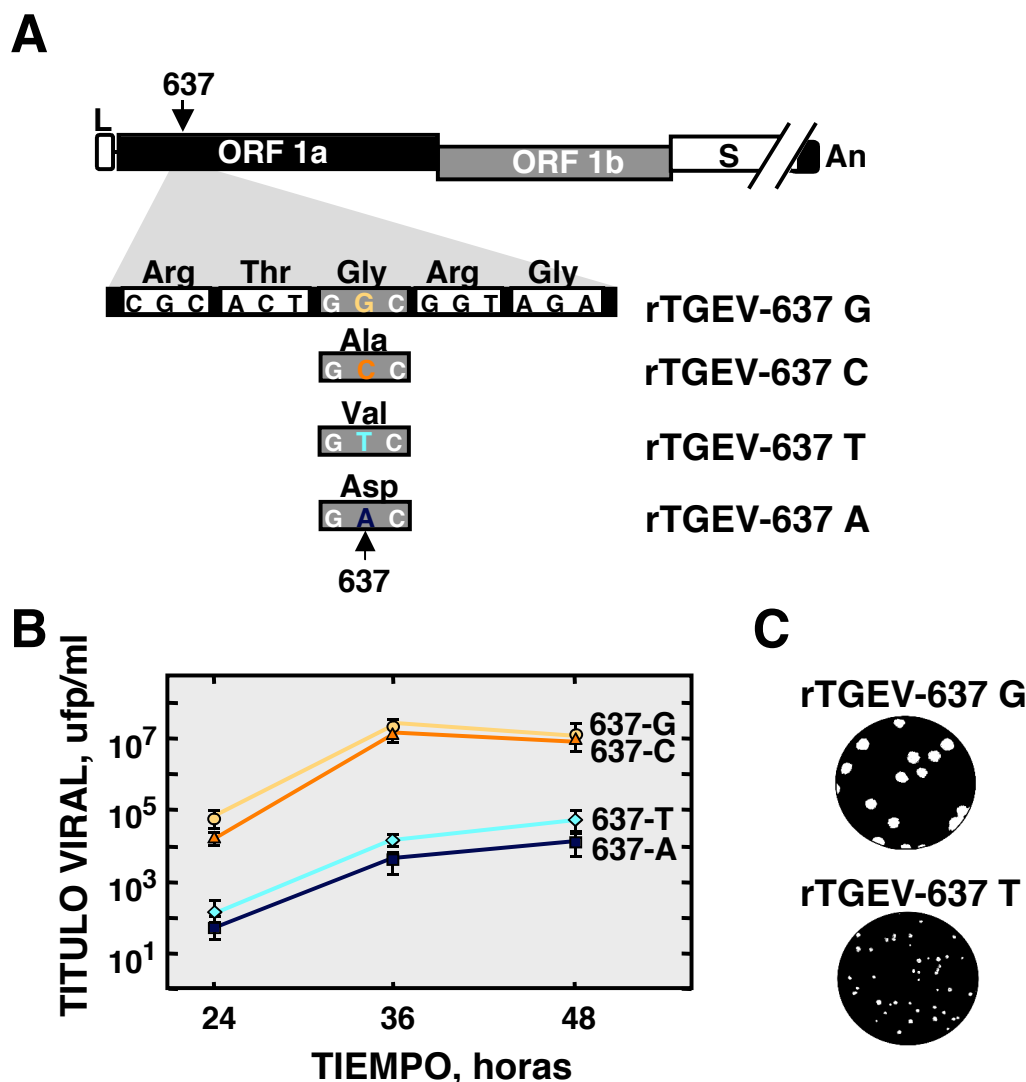 A
637
L
ORF 1a
ORF 1b
S
An
Arg Thr Gly Arg Gly
C G C A C T G G C G G T A G A
rTGEV-637 G
Ala
G C C
rTGEV-637 C
Val
G T C
rTGEV-637 T
Asp
G A C
rTGEV-637 A
637
B
TITULO VIRAL, ufp/ml
10⁷
10⁵
10³
10¹
637-G
637-C
637-T
637-A
24 36 48
TIEMPO, horas
C
rTGEV-637 G
rTGEV-637 T